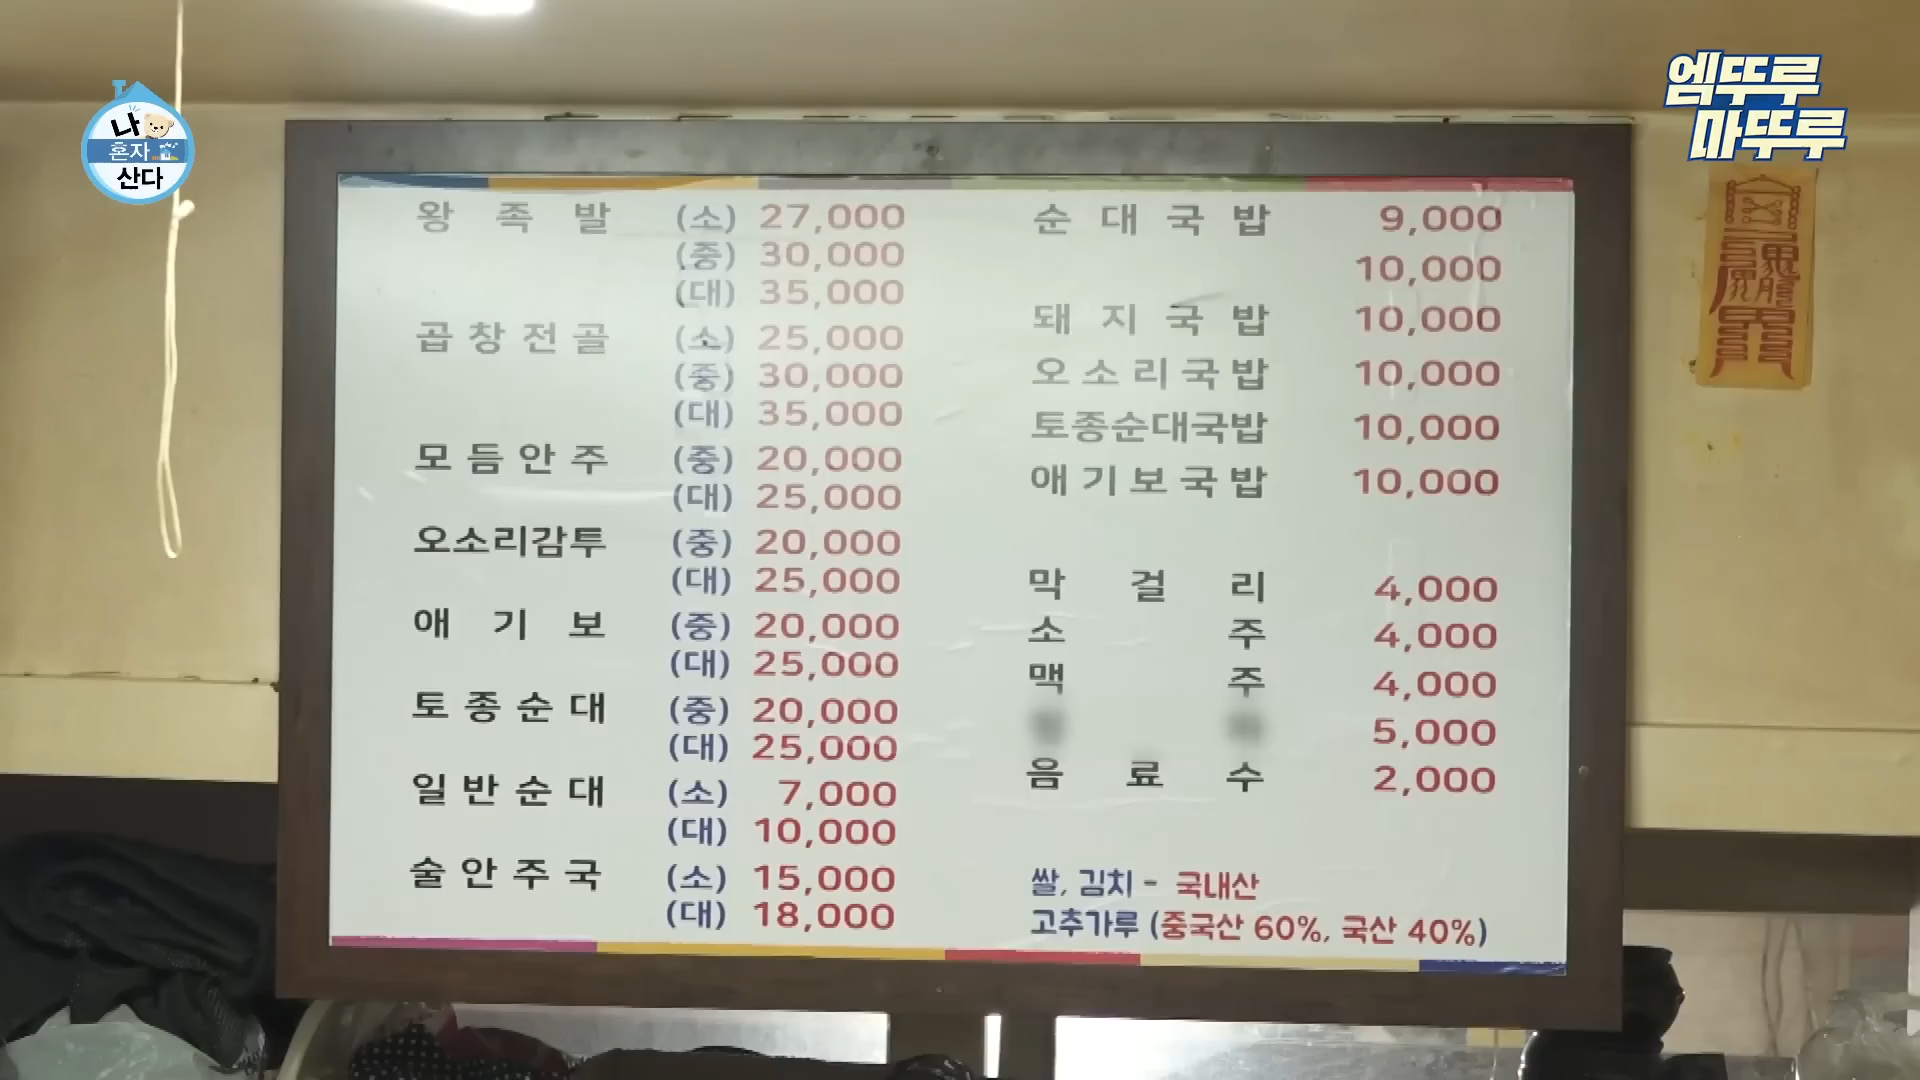 나
혼자
산다
엠뚜루
마뚜루
왕 족 발 (소) 27,000
(중) 30,000
(대) 35,000
곱창전골 (소) 25,000
(중) 30,000
(대) 35,000
모듬안주 (중) 20,000
(대) 25,000
오소리감투 (중) 20,000
(대) 25,000
애 기 보 (중) 20,000
(대) 25,000
토종순대 (중) 20,000
(대) 25,000
일반순대 (소) 7,000
(대) 10,000
술안주국 (소) 15,000
(대) 18,000
순대국밥 9,000
10,000
돼지국밥 10,000
오소리국밥 10,000
토종순대국밥 10,000
애기보국밥 10,000
막 걸 리 4,000
소 주 4,000
맥 주 4,000
5,000
음 료 수 2,000
쌀, 김치 - 국내산
고추가루 (중국산 60%, 국산 40%)